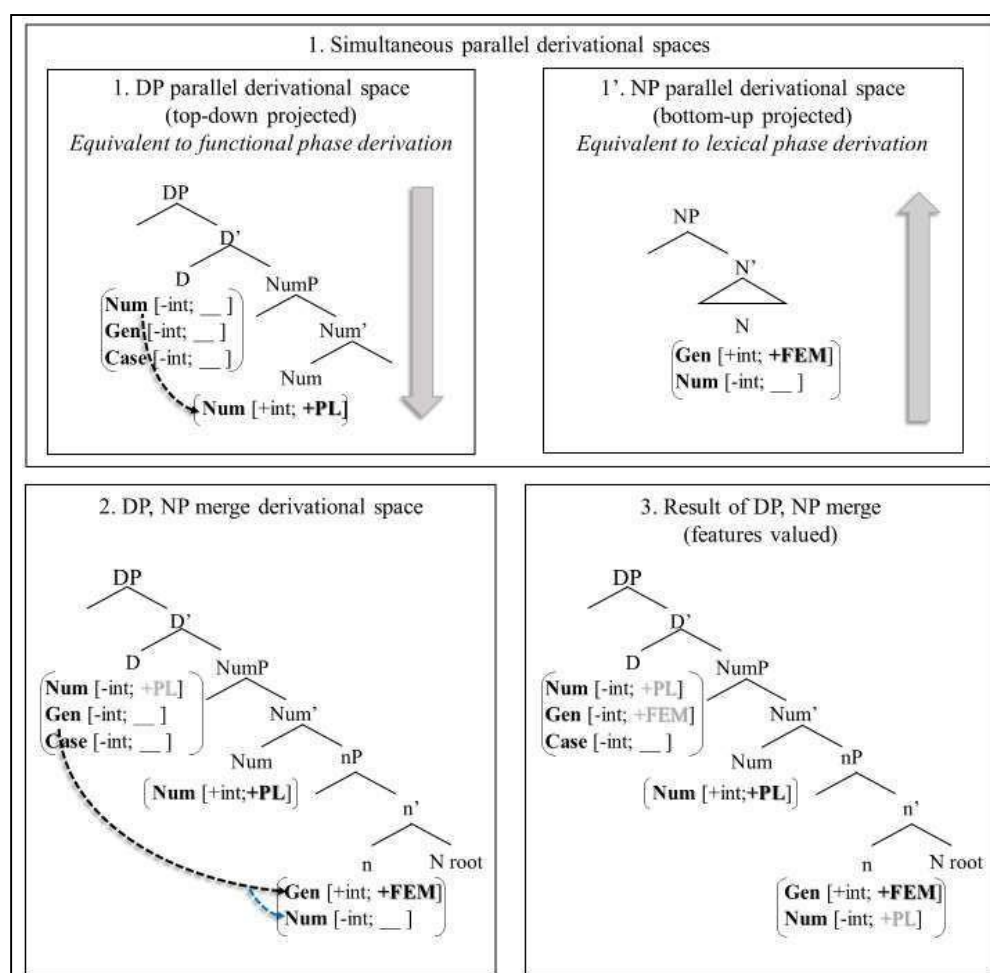 1. Simultaneous parallel derivational spaces
1. DP parallel derivational space
(top-down projected)
Equivalent to functional phase derivation
DP
D’
D
NumP
Num [-int; __ ]
Gen [-int; __ ]
Case [-int; __ ]
Num’
Num
Num [+int; +PL]
1’. NP parallel derivational space
(bottom-up projected)
Equivalent to lexical phase derivation
NP
N’
N
Gen [+int; +FEM]
Num [-int; __ ]
2. DP, NP merge derivational space
DP
D’
D
NumP
Num [-int; +PL]
Gen [-int; __ ]
Case [-int; __ ]
Num’
Num
nP
Num [+int;+PL]
n’
n
N root
Gen [+int; +FEM]
Num [-int; __ ]
3. Result of DP, NP merge
(features valued)
DP
D’
D
NumP
Num [-int; +PL]
Gen [-int; +FEM]
Case [-int; __ ]
Num’
Num
nP
Num [+int;+PL]
n’
n
N root
Gen [+int; +FEM]
Num [-int; +PL]